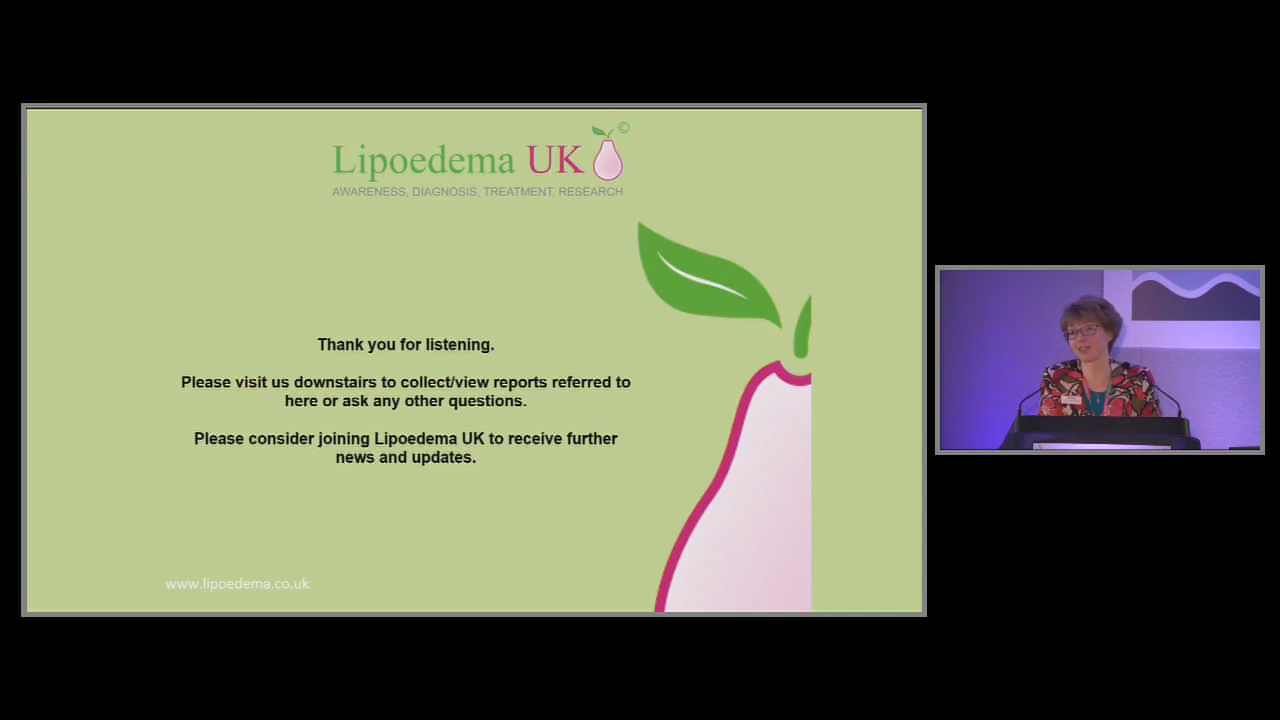 Lipoedema UK ©
AWARENESS, DIAGNOSIS, TREATMENT, RESEARCH
Thank you for listening.
Please visit us downstairs to collect/view reports referred to
here or ask any other questions.
Please consider joining Lipoedema UK to receive further
news and updates.
www.lipoedema.co.uk